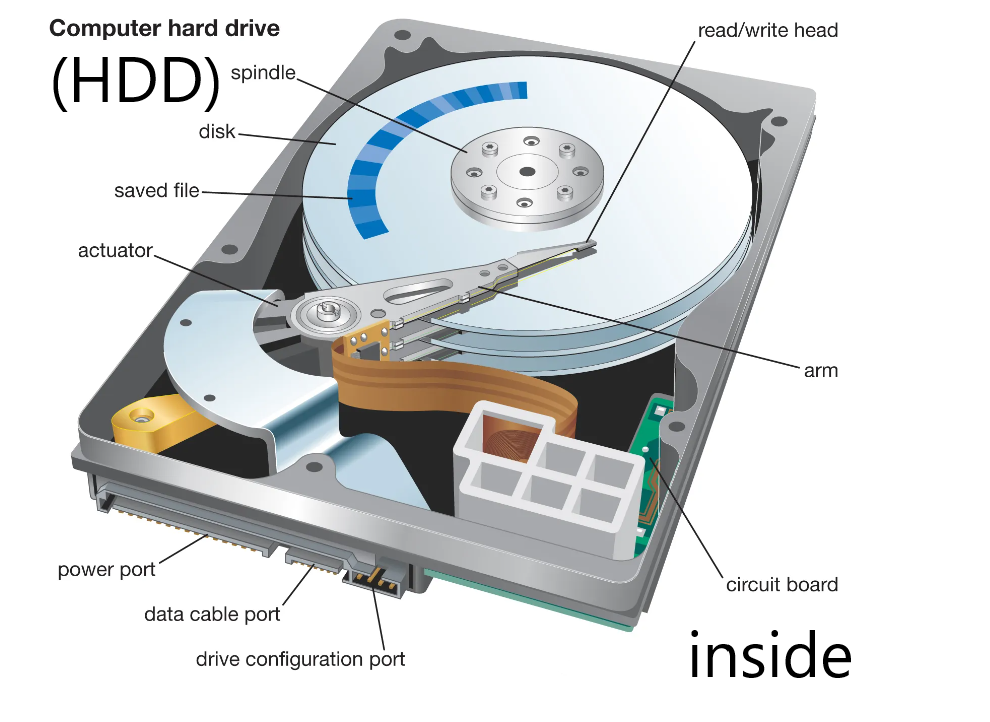 Computer hard drive
(HDD)
read/write head
spindle
disk
saved file
actuator
arm
power port
circuit board
data cable port
drive configuration port
inside